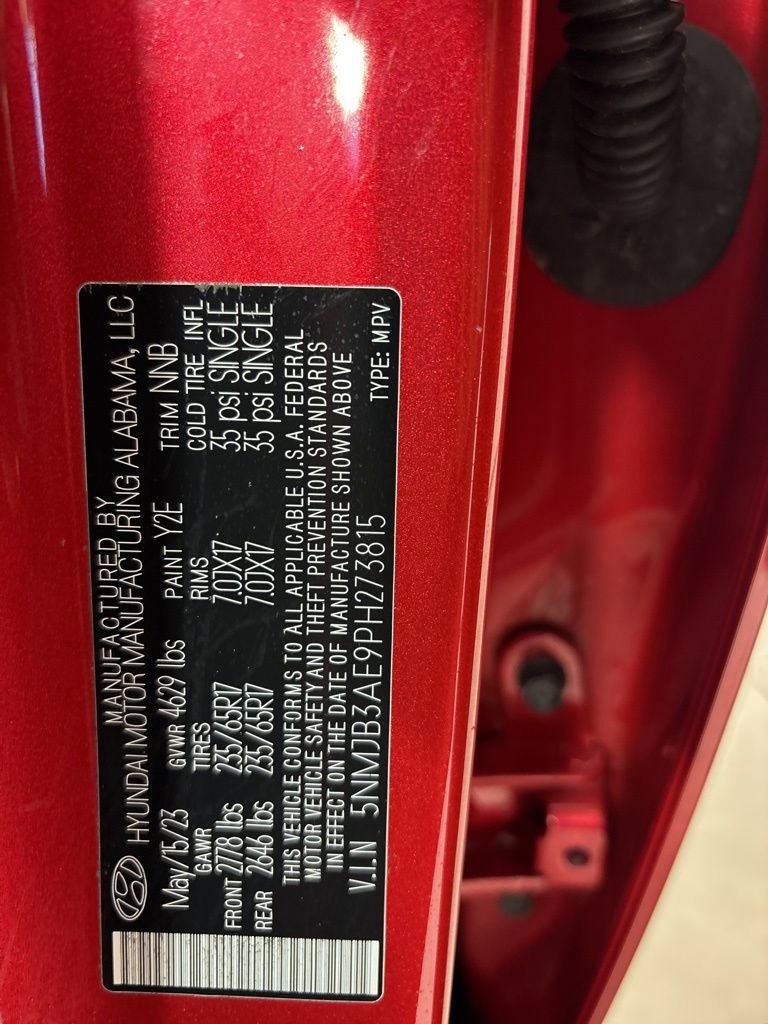 MANUFACTURED BY
HYUNDAI MOTOR MANUFACTURING ALABAMA, LLC
May/15/23 GVWR 4629 lbs PAINT Y2E TRIM NNB
GAWR TIRES RIMS COLD TIRE INFL
FRONT 2778 lbs 235/65R17 7.0JX17 35 psi SINGLE
REAR 2646 lbs 235/65R17 7.0JX17 35 psi SINGLE
THIS VEHICLE CONFORMS TO ALL APPLICABLE U.S.A. FEDERAL
MOTOR VEHICLE SAFETY AND THEFT PREVENTION STANDARDS
IN EFFECT ON THE DATE OF MANUFACTURE SHOWN ABOVE
V.I.N 5NMJB3AE9PH273815 TYPE: MPV